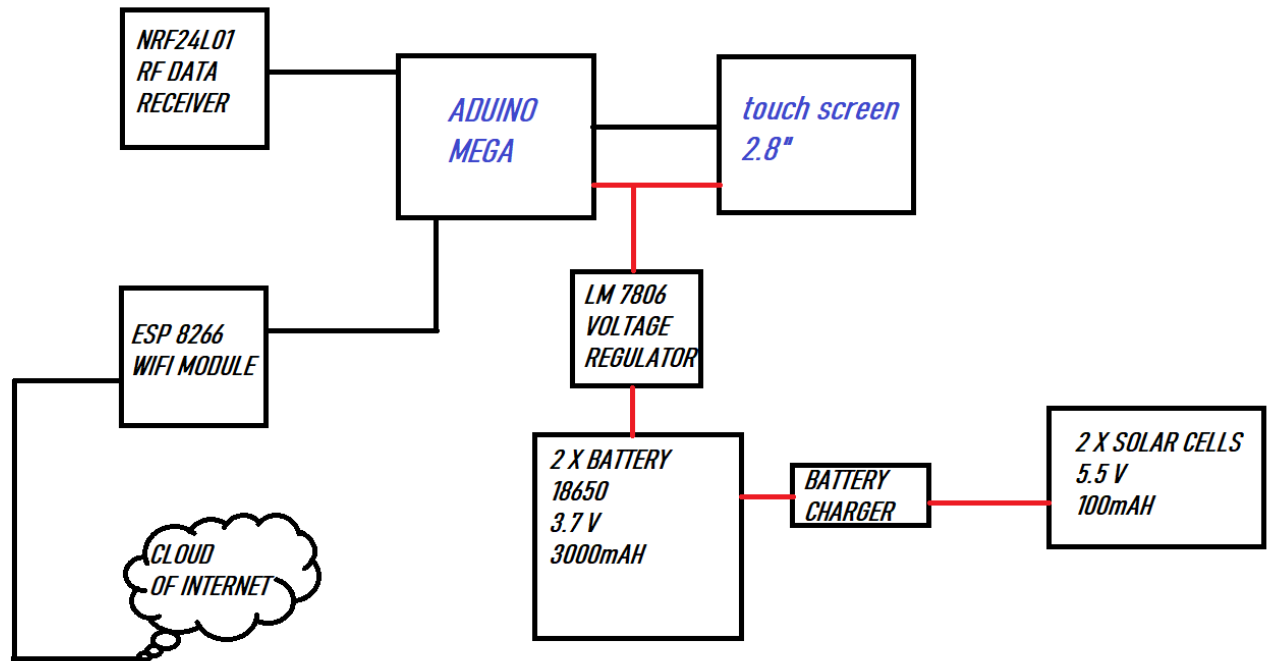 NRF24L01
RF DATA
RECEIVER
ADUINO
MEGA
touch screen
2.8"
LM 7806
VOLTAGE
REGULATOR
ESP 8266
WIFI MODULE
2 X BATTERY
18650
3.7 V
3000mAH
BATTERY
CHARGER
2 X SOLAR CELLS
5.5 V
100mAH
CLOUD
OF INTERNET